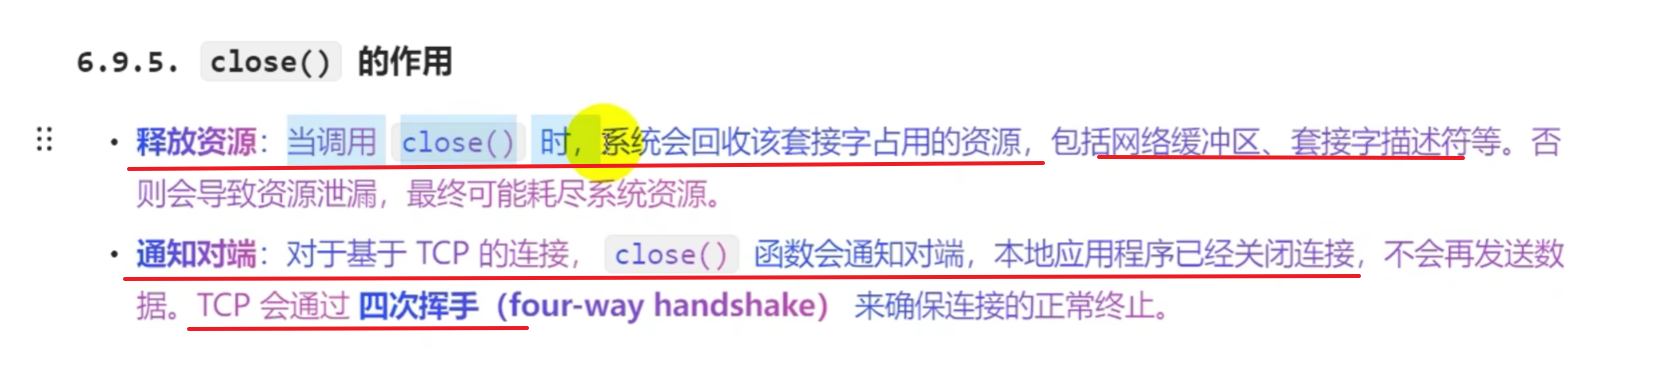 6.9.5. close() 的作用
• 释放资源：当调用 close() 时，系统会回收该套接字占用的资源，包括网络缓冲区、套接字描述符等。否
则会导致资源泄漏，最终可能耗尽系统资源。
• 通知对端：对于基于 TCP 的连接， close() 函数会通知对端，本地应用程序已经关闭连接，不会再发送数
据。TCP 会通过 四次挥手（four-way handshake） 来确保连接的正常终止。